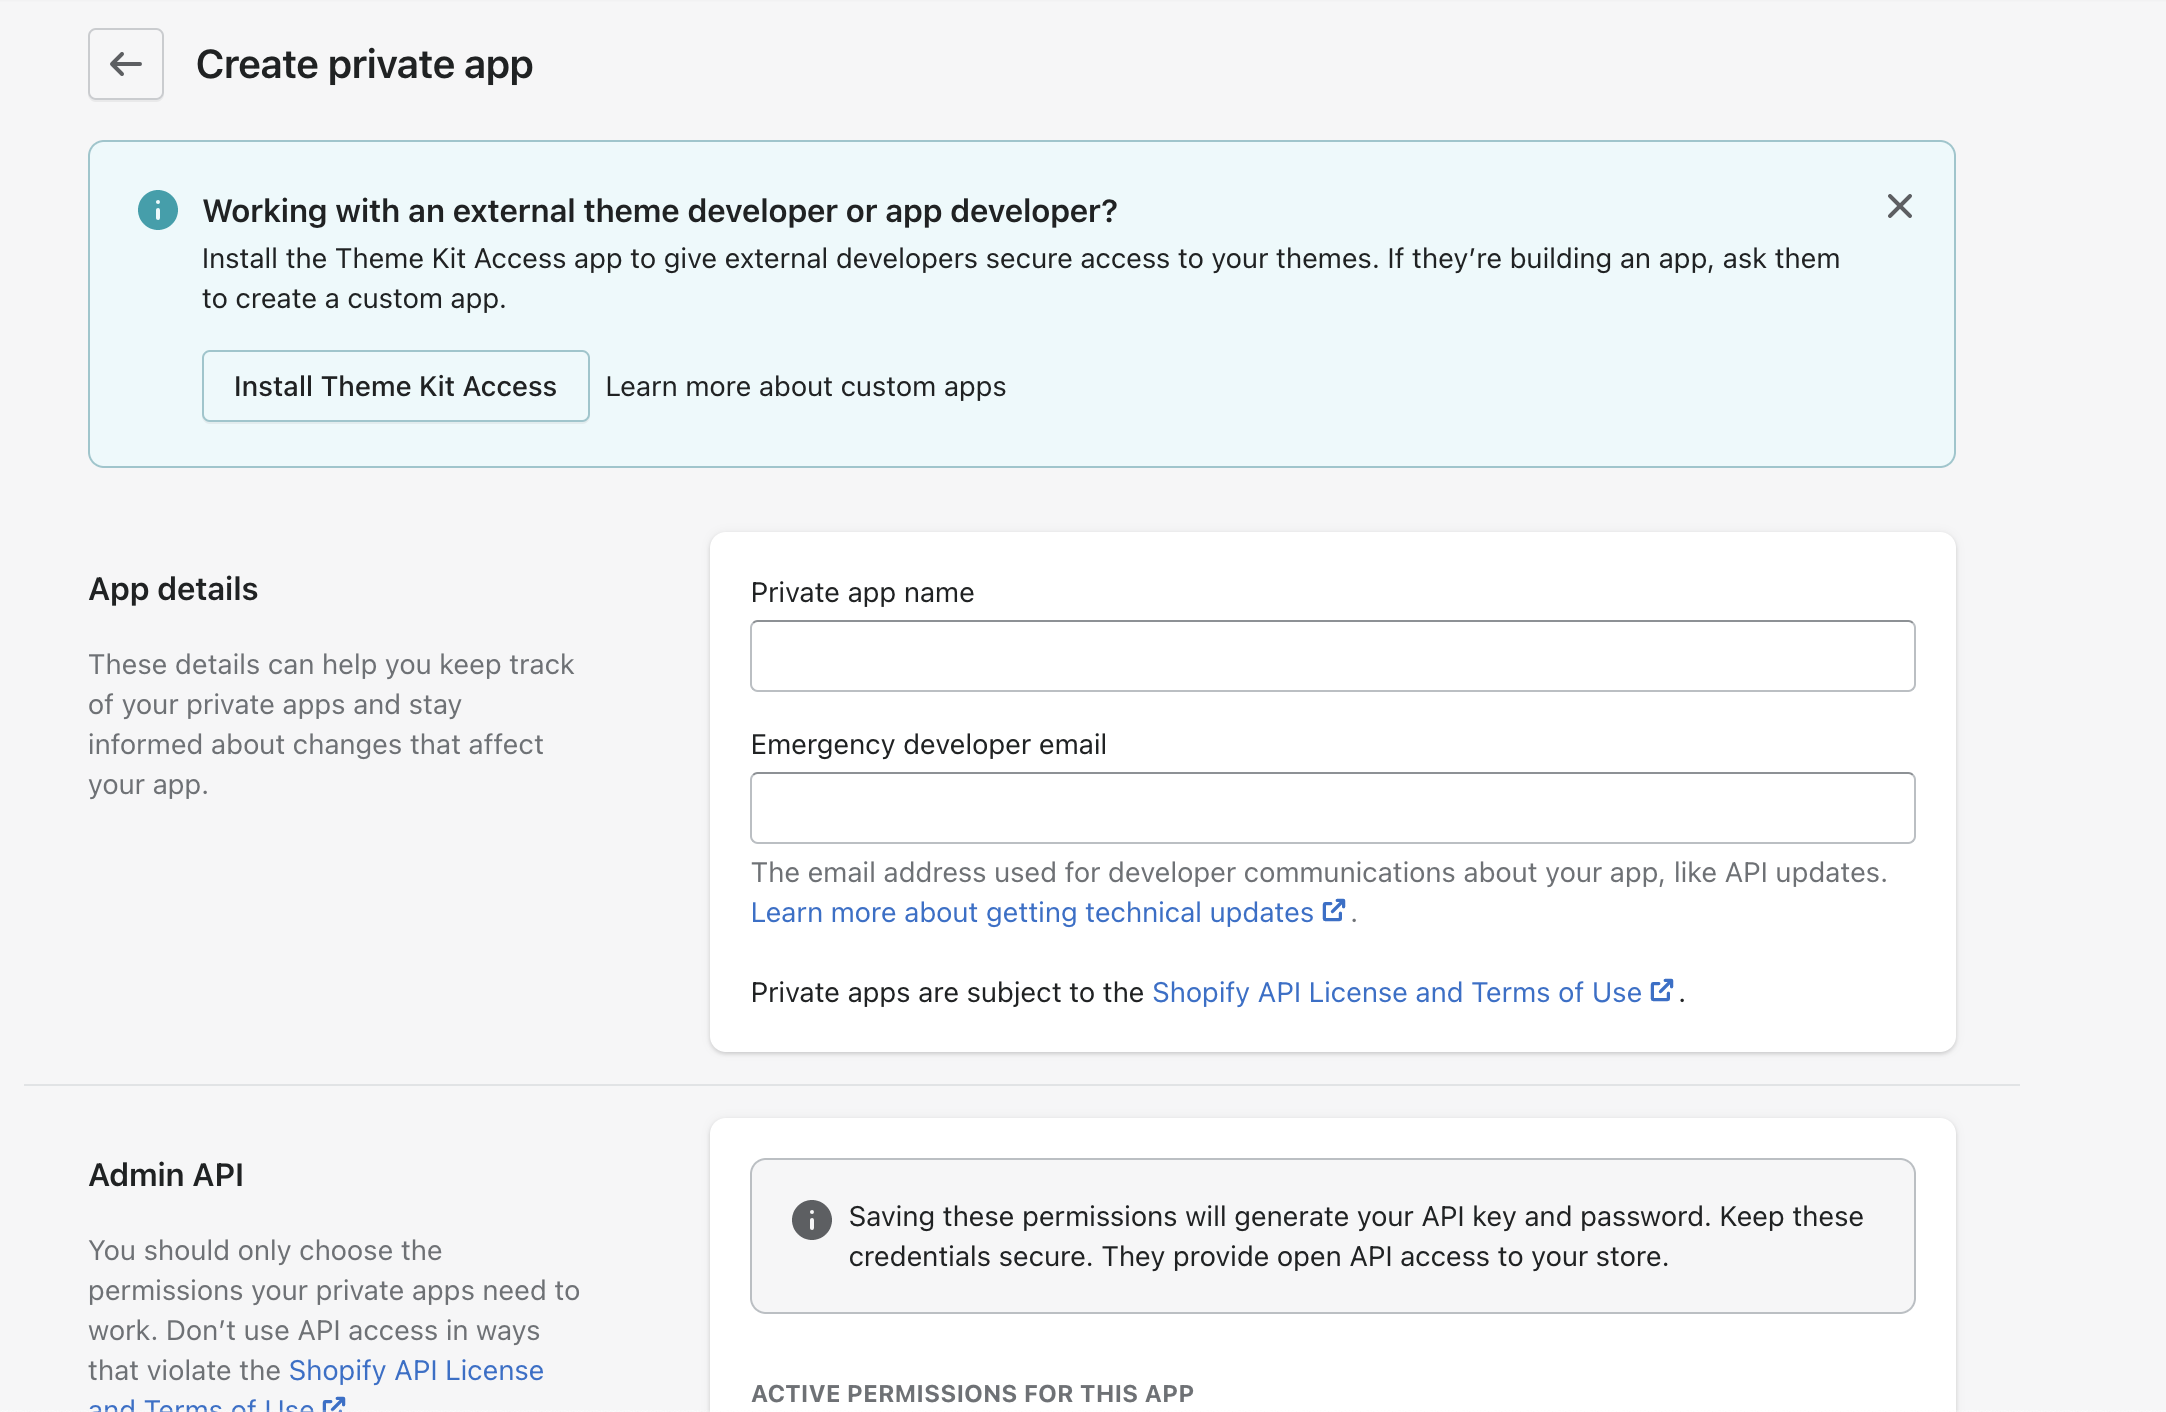 Create private app
Working with an external theme developer or app developer?
Install the Theme Kit Access app to give external developers secure access to your themes. If they’re building an app, ask them
to create a custom app.
Install Theme Kit Access
Learn more about custom apps
App details
These details can help you keep track
of your private apps and stay
informed about changes that affect
your app.
Private app name
Emergency developer email
The email address used for developer communications about your app, like API updates.
Learn more about getting technical updates .
Private apps are subject to the Shopify API License and Terms of Use .
Admin API
You should only choose the
permissions your private apps need to
work. Don’t use API access in ways
that violate the Shopify API License
and Terms of Use
Saving these permissions will generate your API key and password. Keep these
credentials secure. They provide open API access to your store.
ACTIVE PERMISSIONS FOR THIS APP